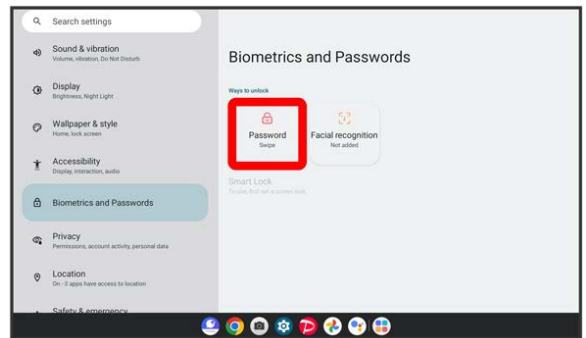 Search settings
Sound & vibration
Volume, vibration, Do Not Disturb
Display
Brightness, Night Light
Wallpaper & style
Home, lock screen
Accessibility
Display, interaction, audio
Biometrics and Passwords
Privacy
Permissions, account activity, personal data
Location
On - 3 apps have access to location
Safety & emergency
Biometrics and Passwords
Ways to unlock
Password
Swipe
Facial recognition
Not added
Smart Lock
To use, first set a screen lock